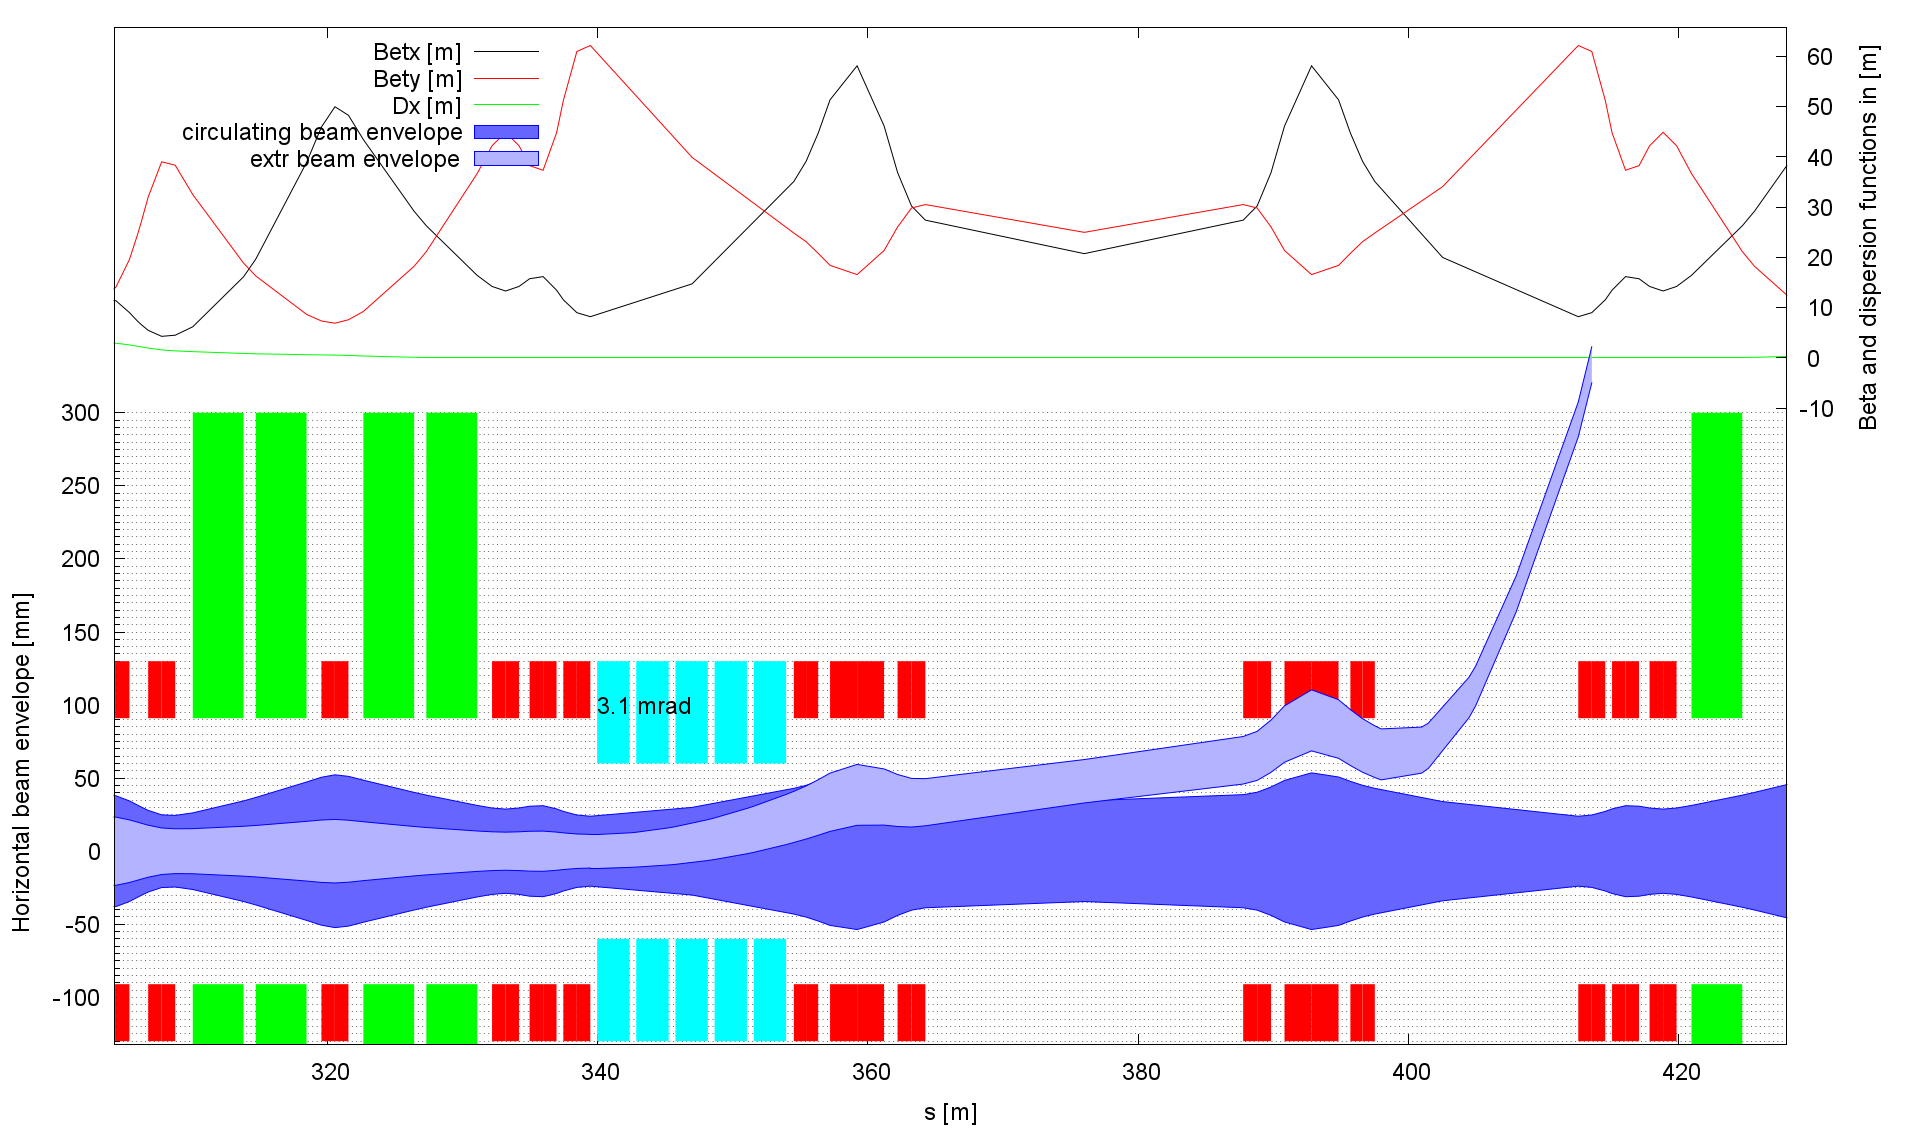 Betx [m]
Bety [m]
Dx [m]
circulating beam envelope
extr beam envelope
60
50
40
30
20
10
0
-10
Beta and dispersion functions in [m]
300
250
200
150
100
50
0
-50
-100
Horizontal beam envelope [mm]
3.1 mrad
320
340
360
380
400
420
s [m]